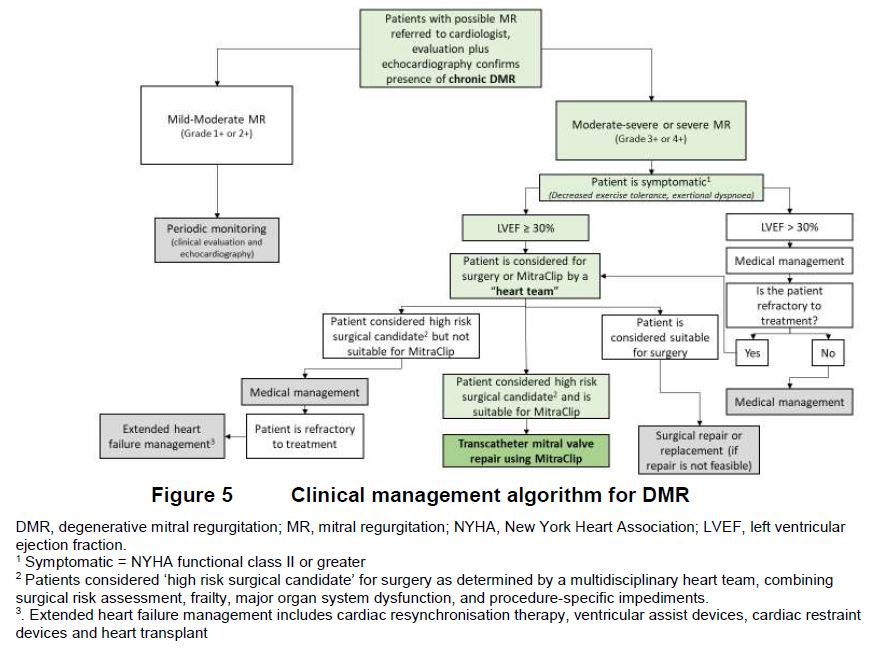 Patients with possible MR
referred to cardiologist,
evaluation plus
echocardiography confirms
presence of chronic DMR
Mild-Moderate MR
(Grade 1+ or 2+)
Moderate-severe or severe MR
(Grade 3+ or 4+)
Patient is symptomatic1
(Decreased exercise tolerance, exertional dyspnoea)
Periodic monitoring
(clinical evaluation and
echocardiography)
LVEF ≥ 30%
LVEF > 30%
Patient is considered for
surgery or MitraClip by a
“heart team”
Medical management
Is the patient
refractory to
treatment?
Yes
No
Medical management
Patient considered high risk
surgical candidate2 but not
suitable for MitraClip
Patient is
considered suitable
for surgery
Medical management
Patient is refractory
to treatment
Extended heart
failure management3
Patient considered high risk
surgical candidate2 and is
suitable for MitraClip
Transcatheter mitral valve
repair using MitraClip
Surgical repair or
replacement (if
repair is not feasible)
Figure 5 Clinical management algorithm for DMR
DMR, degenerative mitral regurgitation; MR, mitral regurgitation; NYHA, New York Heart Association; LVEF, left ventricular
ejection fraction.
1 Symptomatic = NYHA functional class II or greater
2 Patients considered ‘high risk surgical candidate’ for surgery as determined by a multidisciplinary heart team, combining
surgical risk assessment, frailty, major organ system dysfunction, and procedure-specific impediments.
3. Extended heart failure management includes cardiac resynchronisation therapy, ventricular assist devices, cardiac restraint
devices and heart transplant